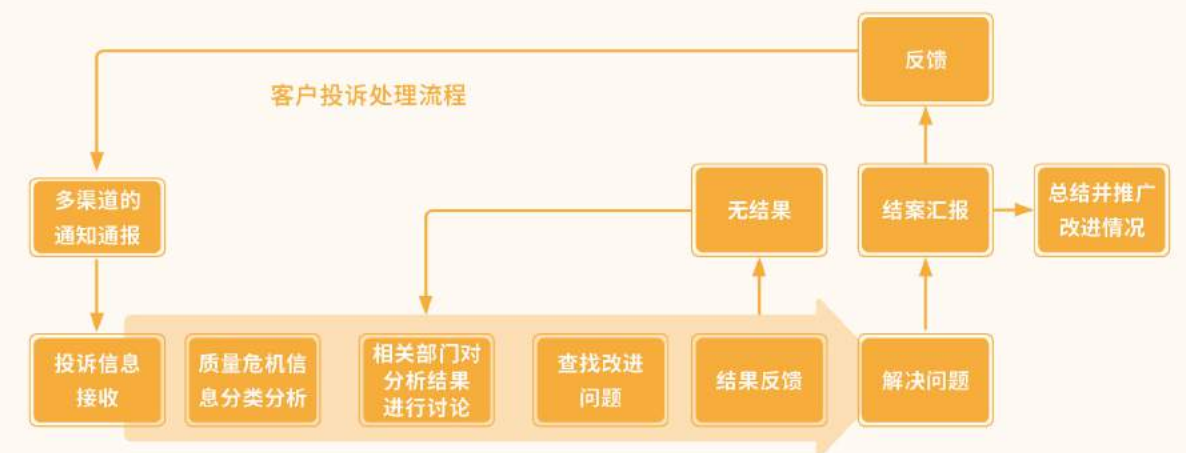 反馈
客户投诉处理流程
多渠道的
通知通报
无结果
结案汇报
总结并推广
改进情况
投诉信息
接收
质量危机信
息分类分析
相关部门对
分析结果
进行讨论
查找改进
问题
结果反馈
解决问题